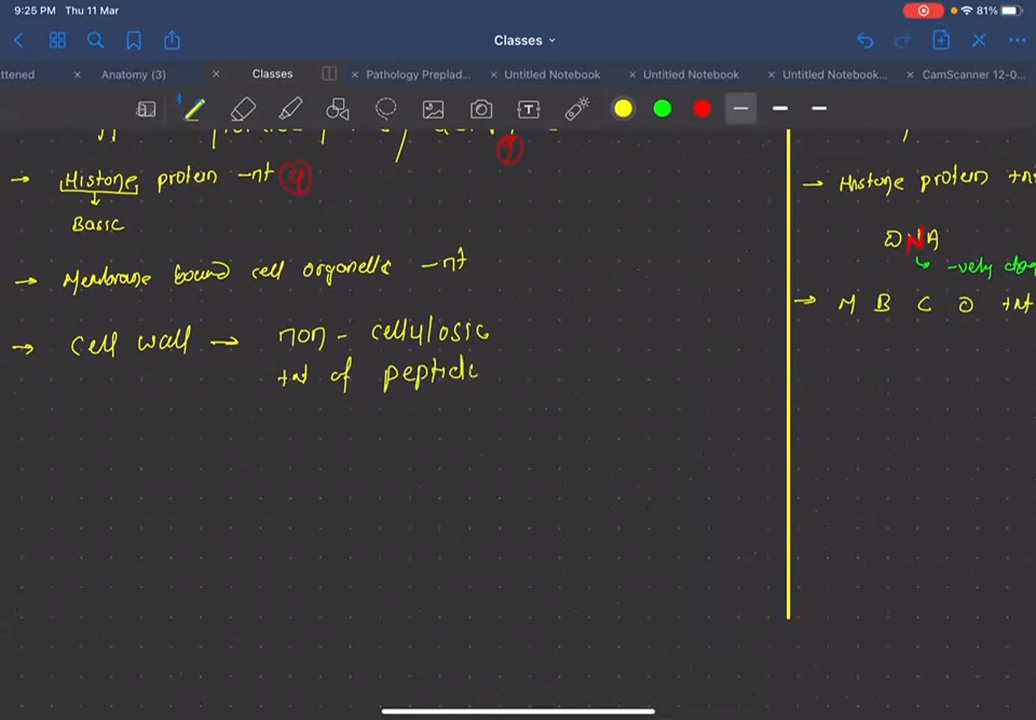 9:25 PM Thu 11 Mar
81%
Classes
ttened
Anatomy (3)
Classes
Pathology Preplad...
Untitled Notebook
Untitled Notebook
Untitled Notebook...
CamScanner 12-0...
→ Histone protein -nt
Basic
→ Membrane bound cell organelle -nt
→ Cell wall → non - cellulosic
+nt of peptide
→ Histone protein +nt
DNA
-vely
→ M B C O +nt